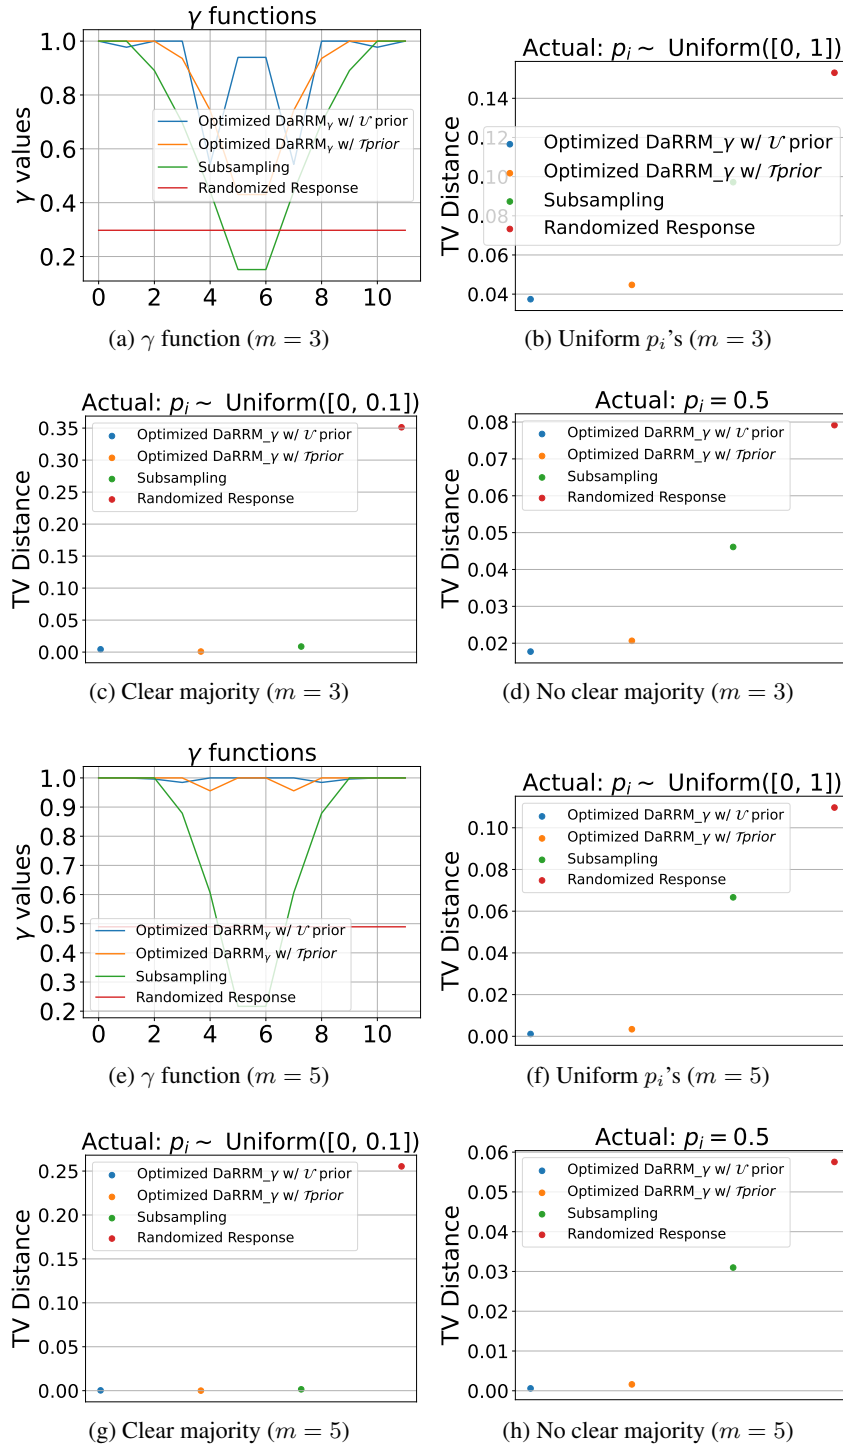 γ functions
γ values
1.0
0.8
0.6
0.4
0.2
0 2 4 6 8 10
Optimized DaRRMγ w/ 𝒰 prior
Optimized DaRRMγ w/ 𝒯prior
Subsampling
Randomized Response
(a) γ function (m = 3)
Actual: pᵢ ∼ Uniform([0, 1])
TV Distance
0.14
0.12
0.10
0.08
0.06
0.04
Optimized DaRRM_γ w/ 𝒰 prior
Optimized DaRRM_γ w/ 𝒯prior
Subsampling
Randomized Response
(b) Uniform pᵢ's (m = 3)
Actual: pᵢ ∼ Uniform([0, 0.1])
TV Distance
0.35
0.30
0.25
0.20
0.15
0.10
0.05
0.00
Optimized DaRRM_γ w/ 𝒰 prior
Optimized DaRRM_γ w/ 𝒯prior
Subsampling
Randomized Response
(c) Clear majority (m = 3)
Actual: pᵢ = 0.5
TV Distance
0.08
0.07
0.06
0.05
0.04
0.03
0.02
Optimized DaRRM_γ w/ 𝒰 prior
Optimized DaRRM_γ w/ 𝒯prior
Subsampling
Randomized Response
(d) No clear majority (m = 3)
γ functions
γ values
1.0
0.9
0.8
0.7
0.6
0.5
0.4
0.3
0.2
0 2 4 6 8 10
Optimized DaRRMγ w/ 𝒰 prior
Optimized DaRRMγ w/ 𝒯prior
Subsampling
Randomized Response
(e) γ function (m = 5)
Actual: pᵢ ∼ Uniform([0, 1])
TV Distance
0.10
0.08
0.06
0.04
0.02
0.00
Optimized DaRRM_γ w/ 𝒰 prior
Optimized DaRRM_γ w/ 𝒯prior
Subsampling
Randomized Response
(f) Uniform pᵢ's (m = 5)
Actual: pᵢ ∼ Uniform([0, 0.1])
TV Distance
0.25
0.20
0.15
0.10
0.05
0.00
Optimized DaRRM_γ w/ 𝒰 prior
Optimized DaRRM_γ w/ 𝒯prior
Subsampling
Randomized Response
(g) Clear majority (m = 5)
Actual: pᵢ = 0.5
TV Distance
0.06
0.05
0.04
0.03
0.02
0.01
0.00
Optimized DaRRM_γ w/ 𝒰 prior
Optimized DaRRM_γ w/ 𝒯prior
Subsampling
Randomized Response
(h) No clear majority (m = 5)